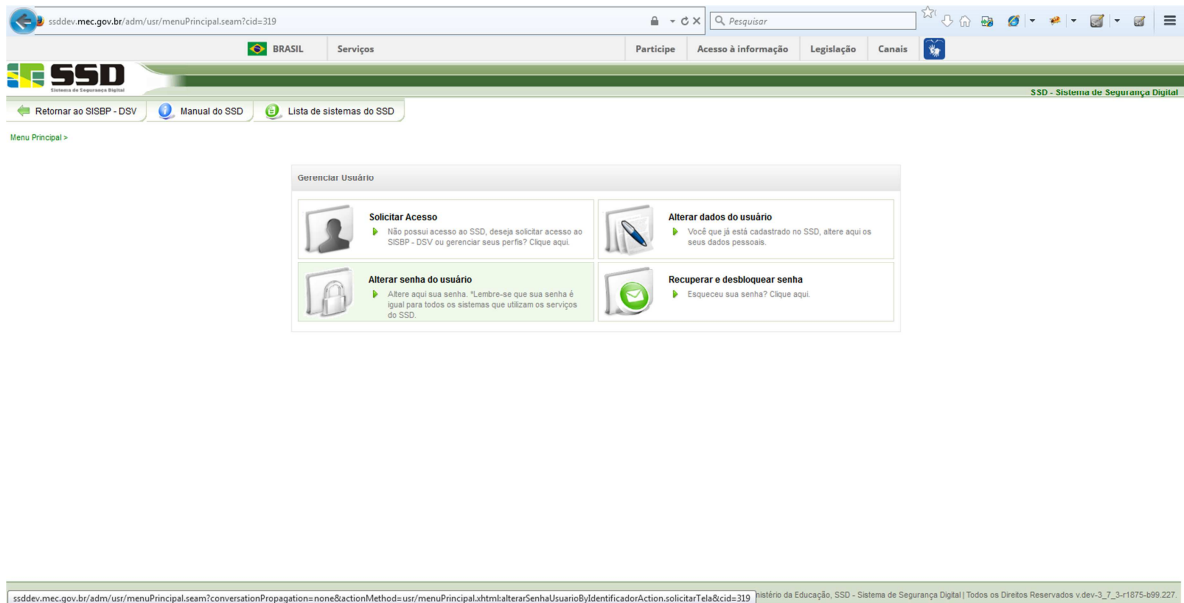 ssddev.mec.gov.br/adm/usr/menuPrincipal.seam?cid=319
Pesquisar
BRASIL Serviços Participe Acesso à informação Legislação Canais
SSD
Sistema de Segurança Digital
SSD - Sistema de Segurança Digital
Retornar ao SISBP - DSV Manual do SSD Lista de sistemas do SSD
Menu Principal >
Gerenciar Usuário
Solicitar Acesso
Não possui acesso ao SSD, deseja solicitar acesso ao
SISBP - DSV ou gerenciar seus perfis? Clique aqui.
Alterar dados do usuário
Você que já está cadastrado no SSD, altere aqui os
seus dados pessoais.
Alterar senha do usuário
Altere aqui sua senha. *Lembre-se que sua senha é
igual para todos os sistemas que utilizam os serviços
do SSD.
Recuperar e desbloquear senha
Esqueceu sua senha? Clique aqui.
ssddev.mec.gov.br/adm/usr/menuPrincipal.seam?conversationPropagation=none&actionMethod=usr/menuPrincipal.xhtml:alterarSenhaUsuarioByIdentificadorAction.solicitarTela&cid=319
nistério da Educação, SSD - Sistema de Segurança Digital | Todos os Direitos Reservados v.dev-3_7_3-r1875-b99.227.